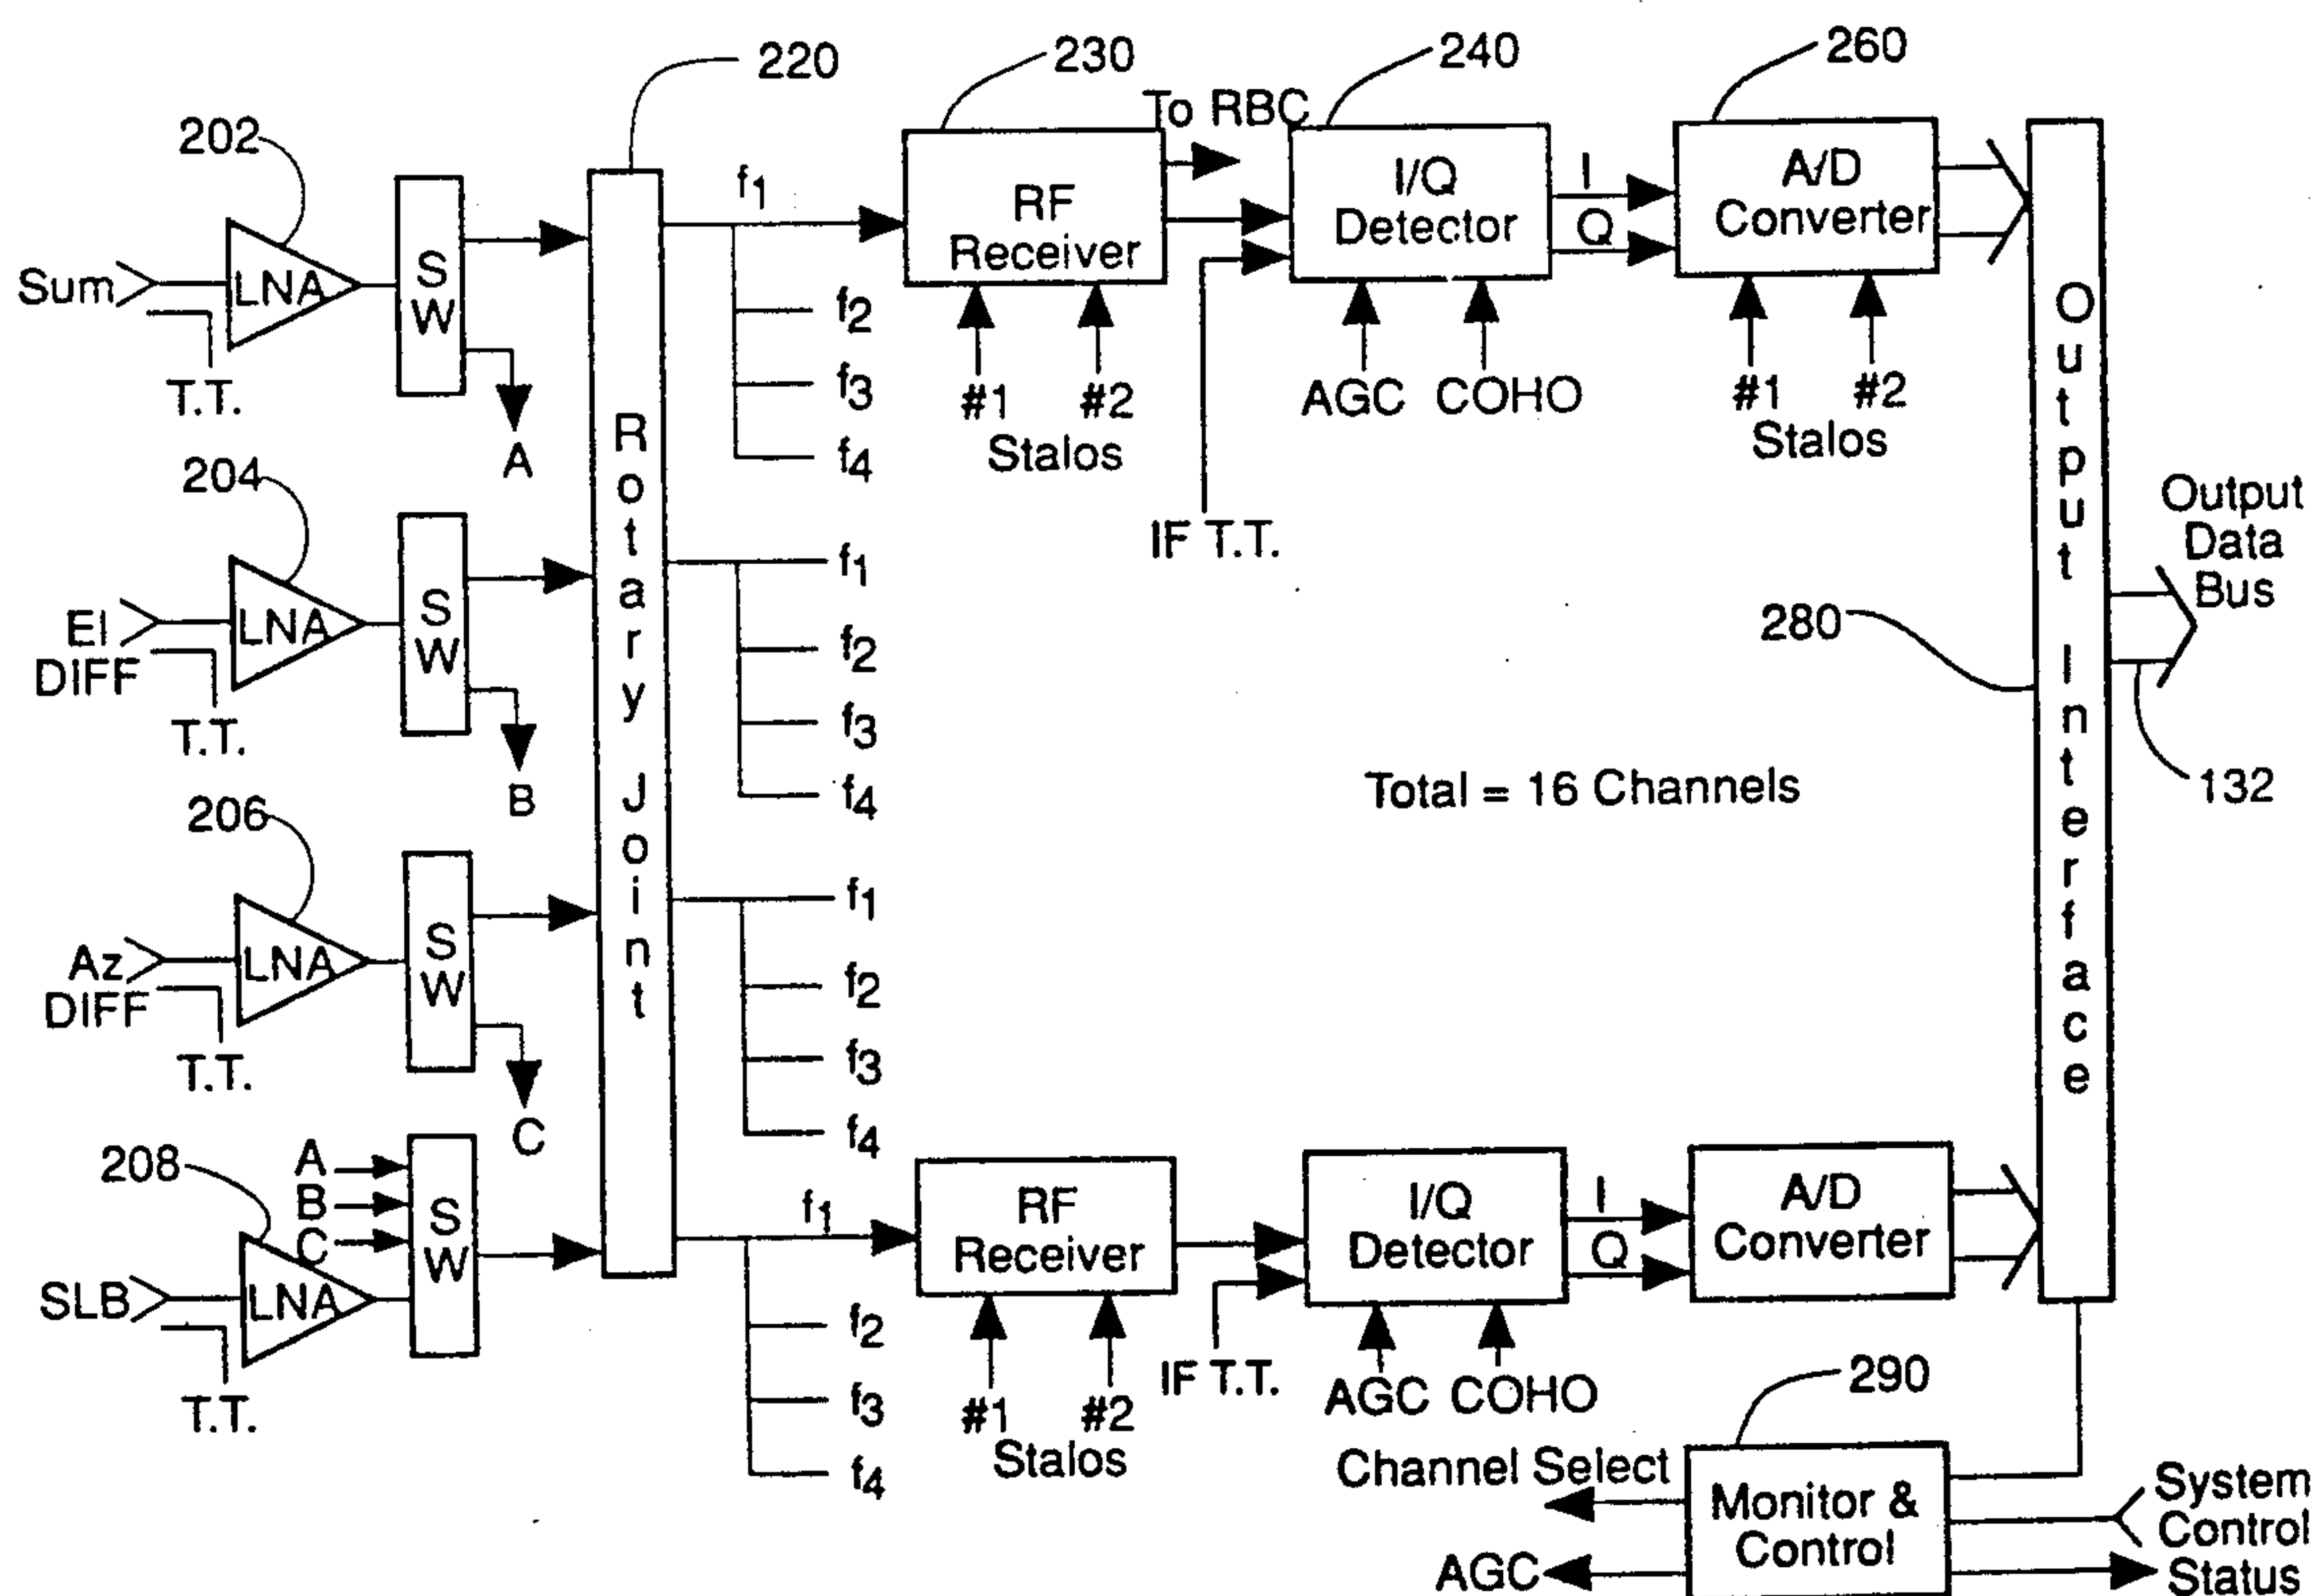 220
230
To RBC
240
260
202
Sum
LNA
T.T.
S
W
A
204
El
DIFF
LNA
T.T.
S
W
B
206
Az
DIFF
LNA
T.T.
S
W
C
208
A
B
C
SLB
LNA
T.T.
S
W
Rotary Joint
f1
f2
f3
f4
f1
f2
f3
f4
f1
f2
f3
f4
f1
f2
f3
f4
RF
Receiver
#1 #2
Stalos
IF T.T.
I/Q
Detector
AGC COHO
I
Q
A/D
Converter
#1 #2
Stalos
Total = 16 Channels
RF
Receiver
#1 #2
Stalos
IF T.T.
I/Q
Detector
AGC COHO
I
Q
A/D
Converter
Output Interface
280
Output
Data
Bus
132
290
Channel Select
AGC
Monitor &
Control
System
Control
Status